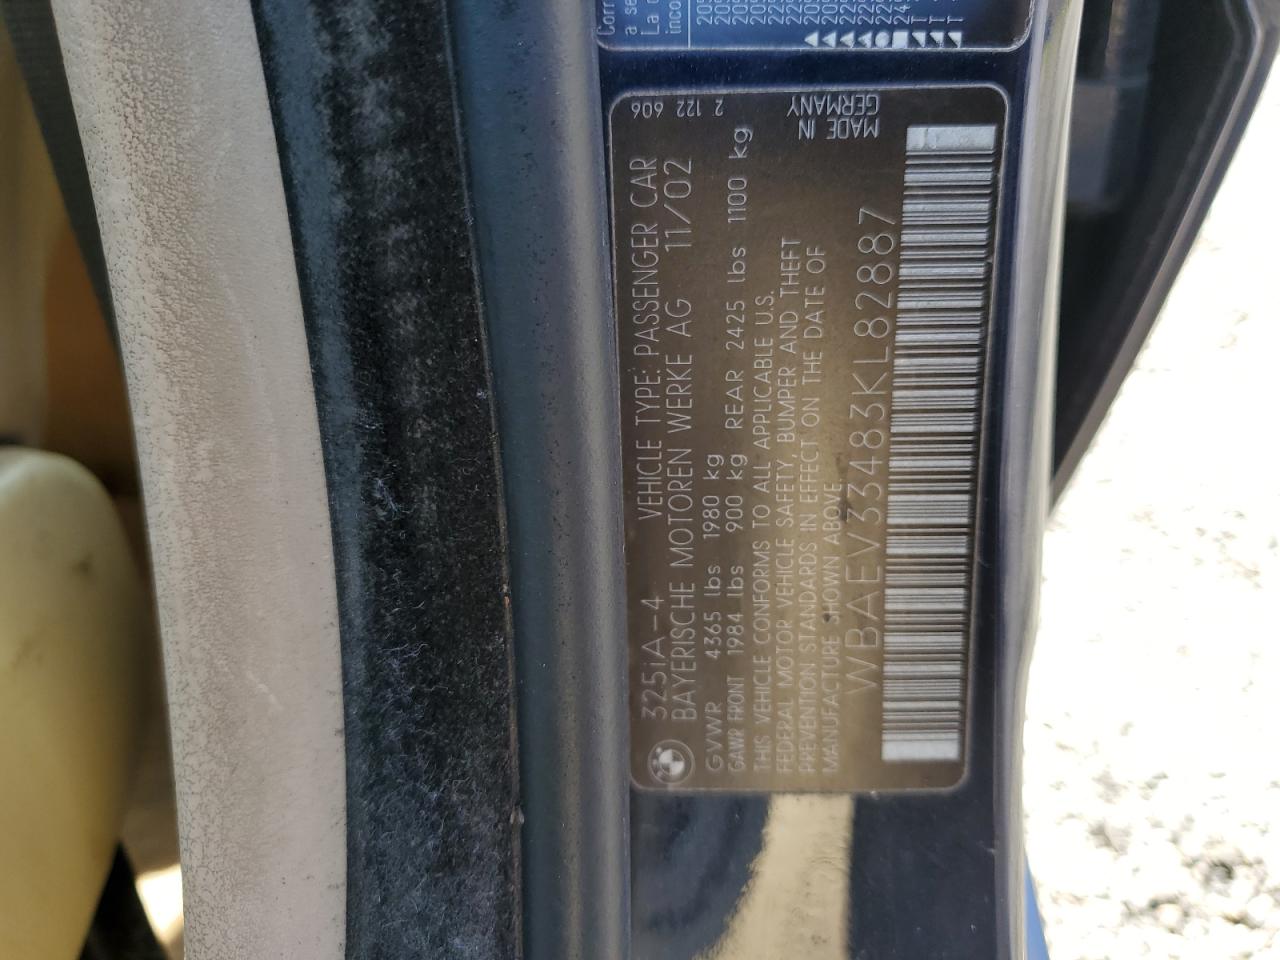 325iA-4 VEHICLE TYPE: PASSENGER CAR
BAYERISCHE MOTOREN WERKE AG 11/02
GVWR 4365 lbs 1980 kg
GAWR FRONT 1984 lbs 900 kg REAR 2425 lbs 1100 kg
THIS VEHICLE CONFORMS TO ALL APPLICABLE U.S.
FEDERAL MOTOR VEHICLE SAFETY, BUMPER AND THEFT
PREVENTION STANDARDS IN EFFECT ON THE DATE OF
MANUFACTURE SHOWN ABOVE.
WBAEV33483KL82887
2 122 606
MADE IN
GERMANY